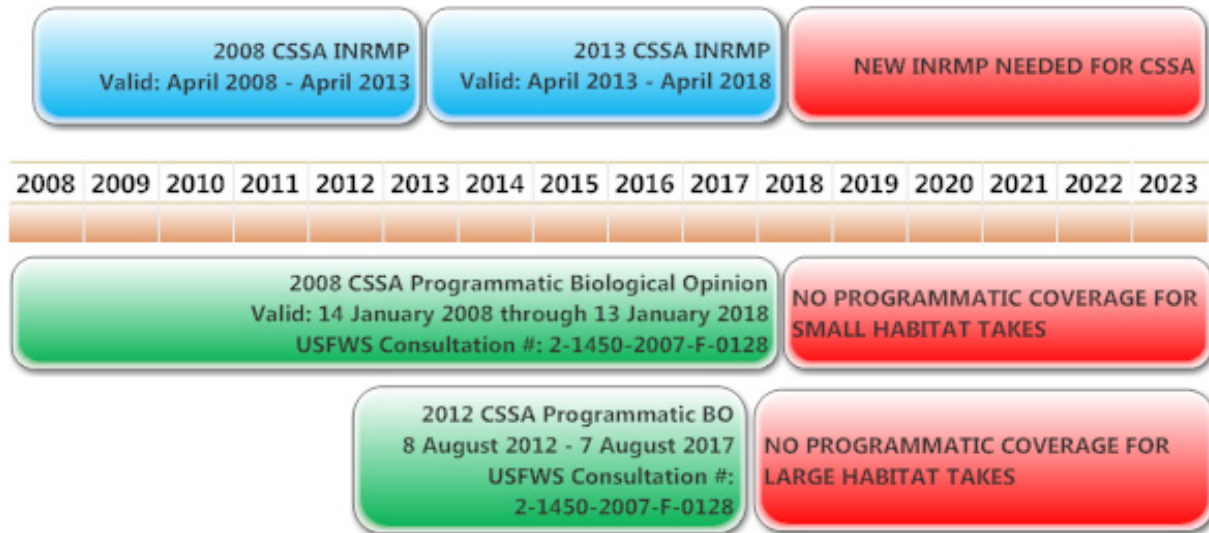 2008 CSSA INRMP
Valid: April 2008 - April 2013
2013 CSSA INRMP
Valid: April 2013 - April 2018
NEW INRMP NEEDED FOR CSSA
2008 2009 2010 2011 2012 2013 2014 2015 2016 2017 2018 2019 2020 2021 2022 2023
2008 CSSA Programmatic Biological Opinion
Valid: 14 January 2008 through 13 January 2018
USFWS Consultation #: 2-1450-2007-F-0128
NO PROGRAMMATIC COVERAGE FOR
SMALL HABITAT TAKES
2012 CSSA Programmatic BO
8 August 2012 - 7 August 2017
USFWS Consultation #:
2-1450-2007-F-0128
NO PROGRAMMATIC COVERAGE FOR
LARGE HABITAT TAKES